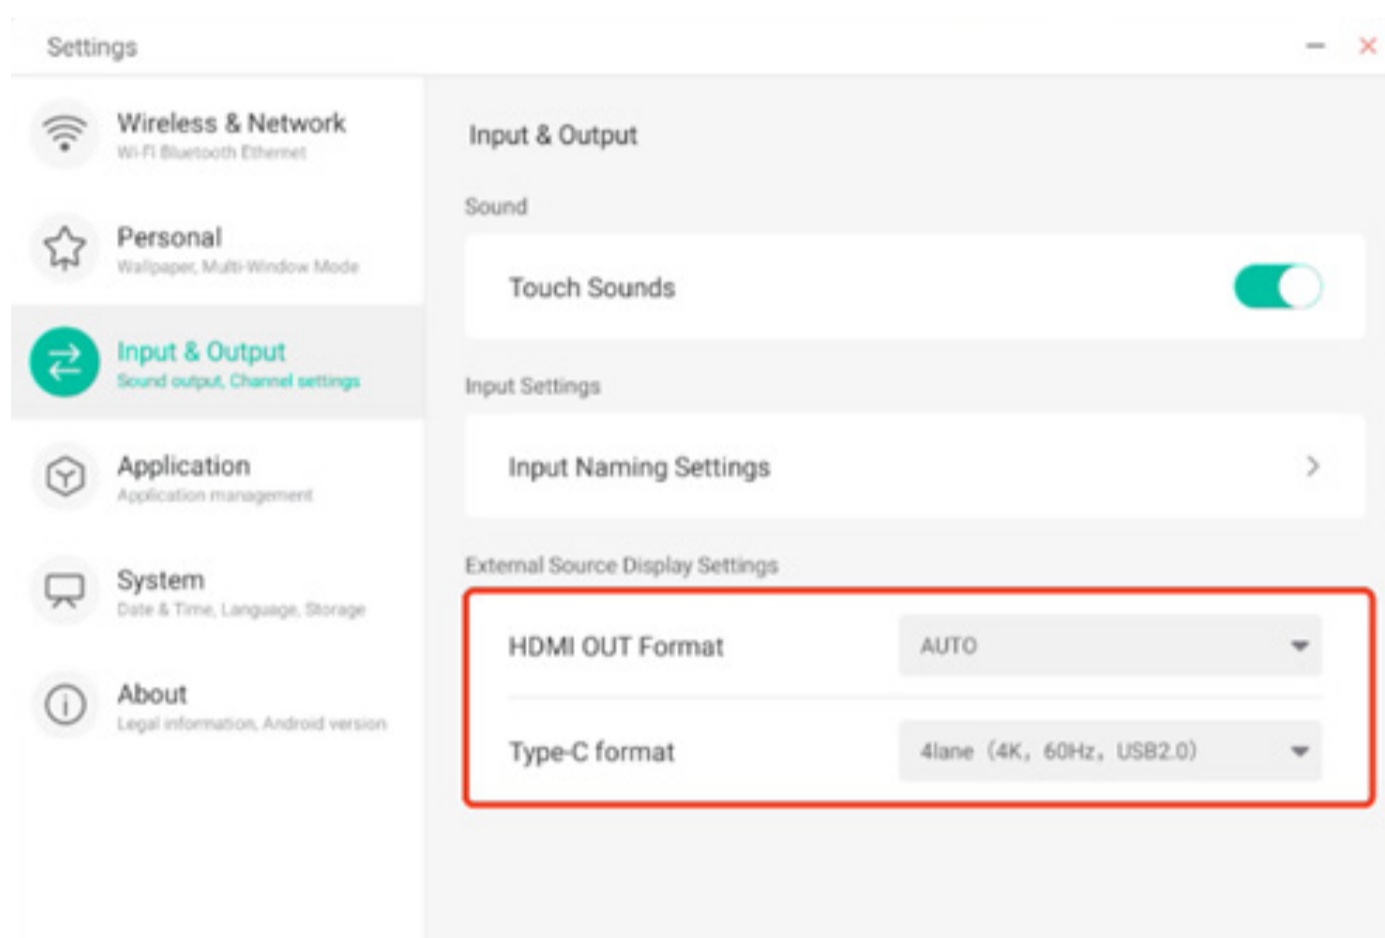 Settings
Wireless & Network
Wi-Fi Bluetooth Ethernet
Personal
Wallpaper, Multi-Window Mode
Input & Output
Sound output, Channel settings
Application
Application management
System
Date & Time, Language, Storage
About
Legal information, Android version
Input & Output
Sound
Touch Sounds
Input Settings
Input Naming Settings
External Source Display Settings
HDMI OUT Format
AUTO
Type-C format
4lane (4K, 60Hz, USB2.0)